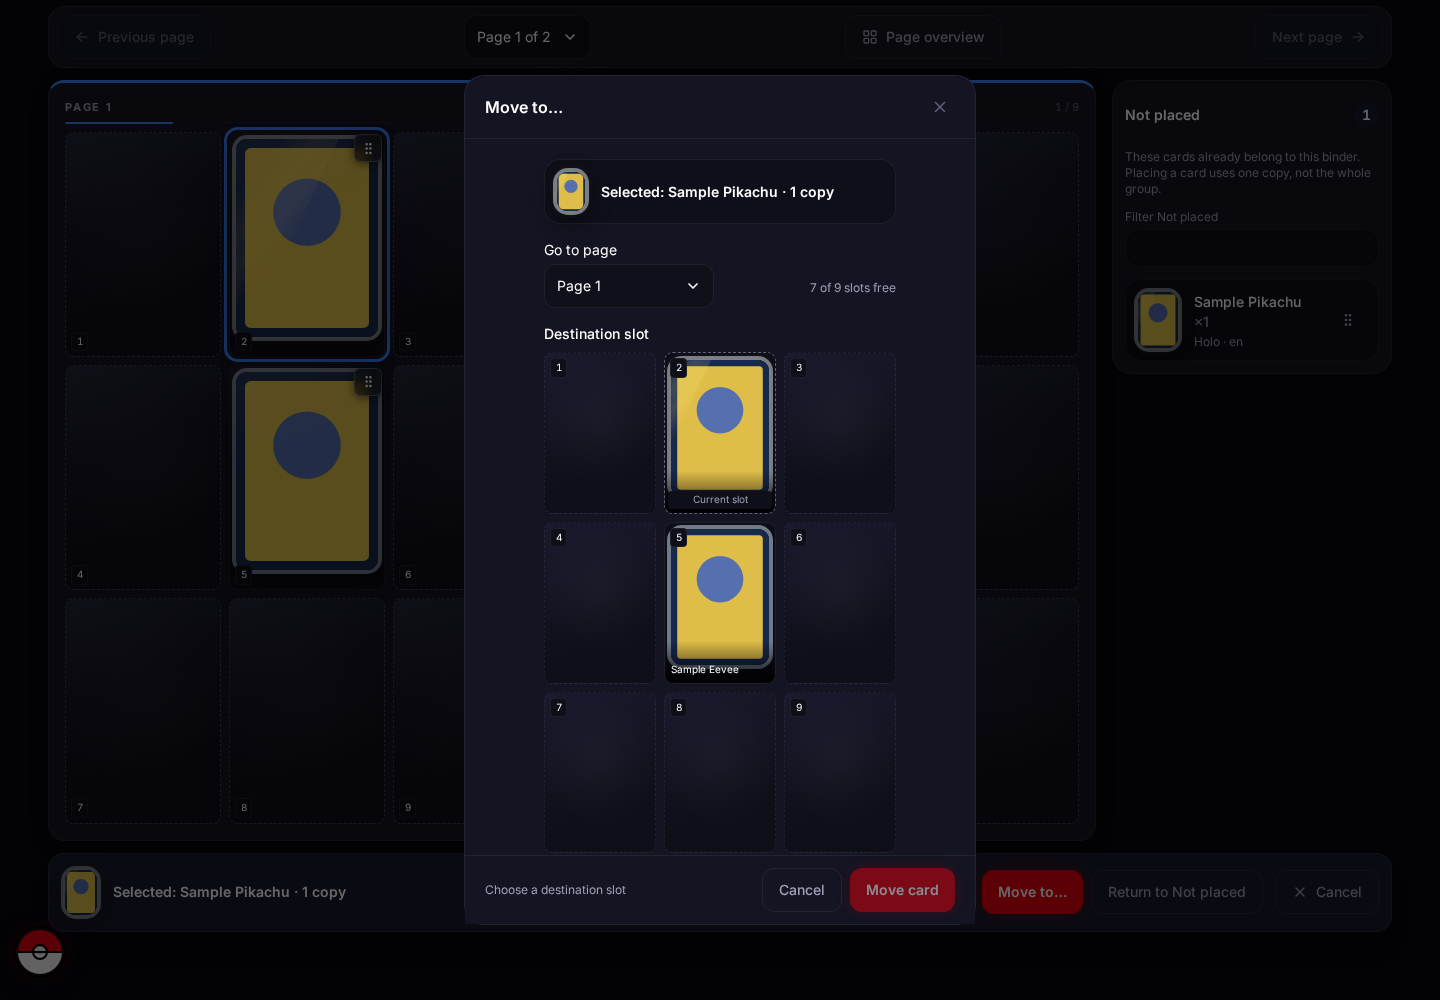 Previous page
Page 1 of 2
Page overview
Next page
PAGE 1
1 / 9
1
2
3
4
5
6
7
8
9
Move to...
Selected: Sample Pikachu · 1 copy
Go to page
Page 1
7 of 9 slots free
Destination slot
1
2
Current slot
3
4
5
Sample Eevee
6
7
8
9
Choose a destination slot
Cancel
Move card
Not placed
1
These cards already belong to this binder.
Placing a card uses one copy, not the whole
group.
Filter Not placed
Sample Pikachu
×1
Holo · en
Selected: Sample Pikachu · 1 copy
Move to...
Return to Not placed
Cancel